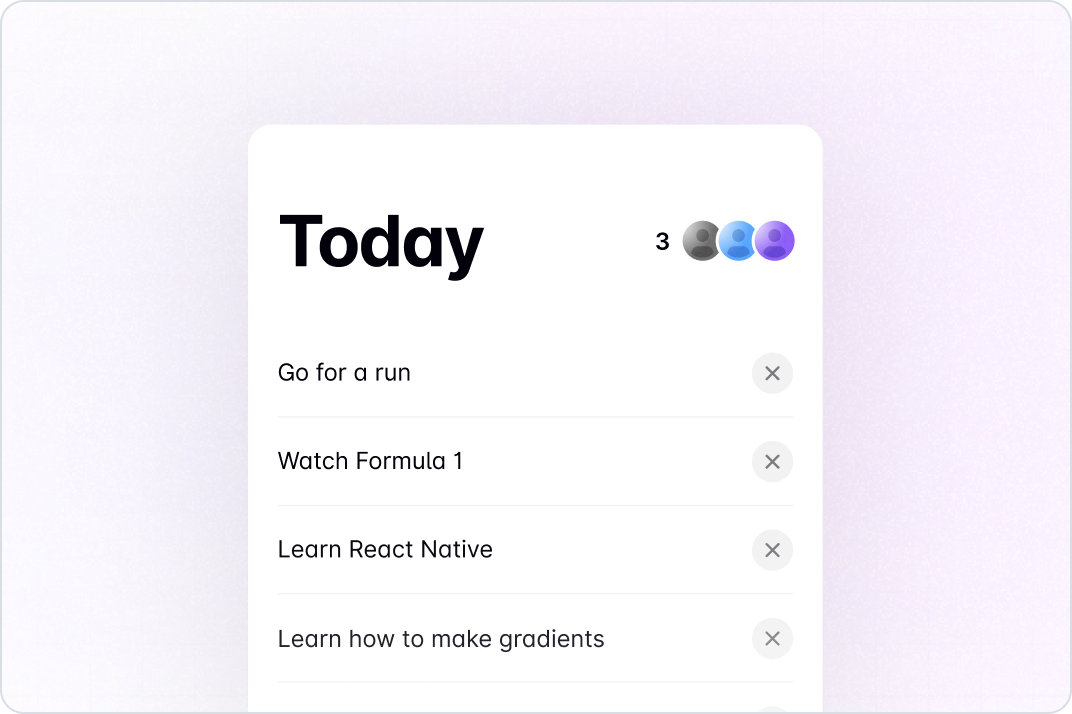 Today
3
Go for a run
Watch Formula 1
Learn React Native
Learn how to make gradients